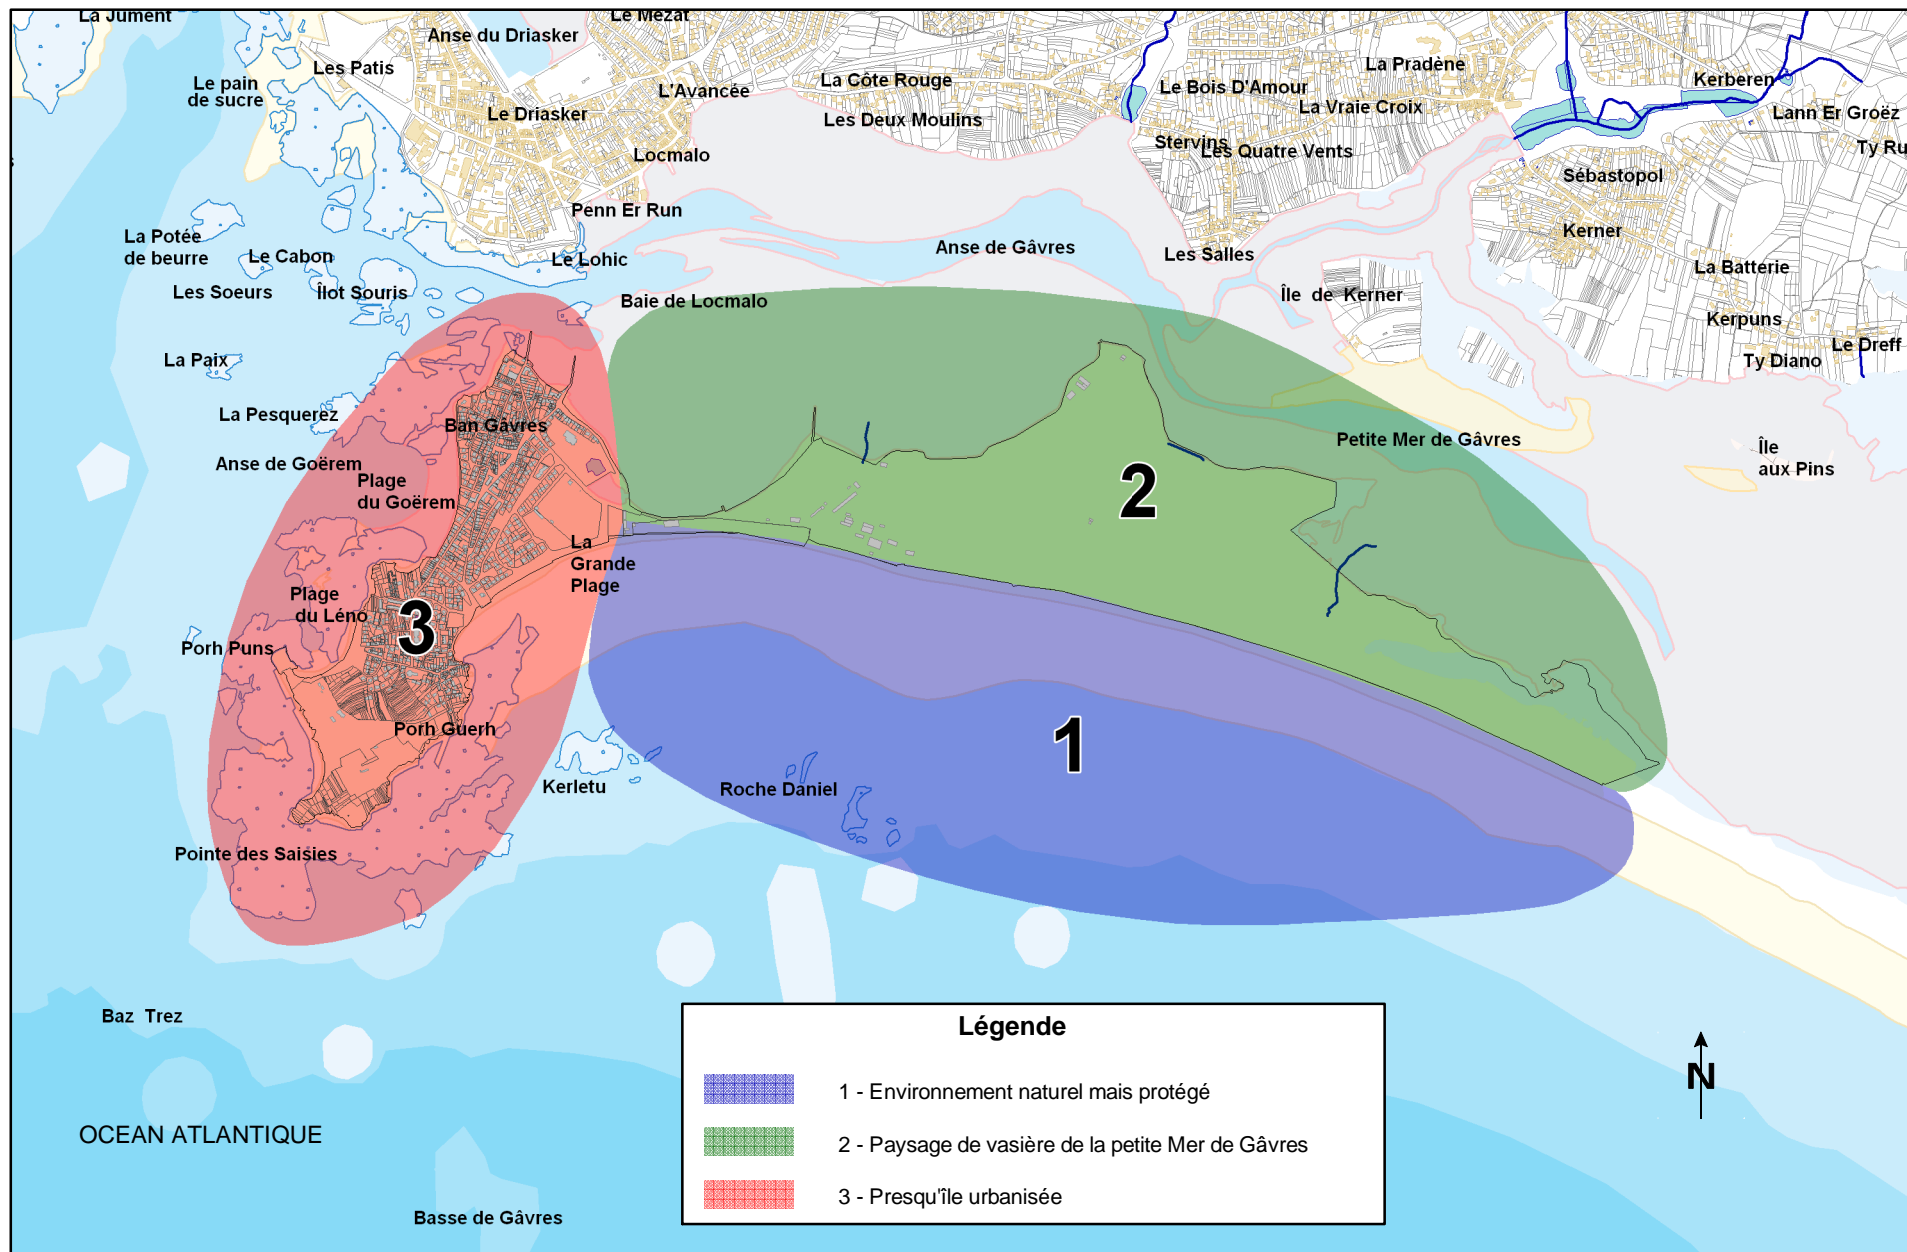 La Jument
Le Mezat
Anse du Driasker
Les Patis
La Pradène
Le pain
de sucre
L'Avancée
La Côte Rouge
Le Bois D'Amour
Kerberen
La Vraie Croix
Le Driasker
Les Deux Moulins
Lann Er Groëz
Stervins
Les Quatre Vents
Ty Ru
Locmalo
Sébastopol
Penn Er Run
La Potée
de beurre
Le Cabon
Le Lohic
Anse de Gâvres
Les Salles
Kerner
La Batterie
Les Soeurs
Îlot Souris
Baie de Locmalo
Île de Kerner
Kerpuns
La Paix
Ty Diano
Le Dreff
La Pesquerez
Ban Gâvres
Petite Mer de Gâvres
Île
aux Pins
Anse de Goërem
Plage
du Goërem
2
La
Grande
Plage
Plage
du Léno
3
Porh Puns
Porh Guerh
1
Kerletu
Roche Daniel
Pointe des Saisies
Baz Trez
OCEAN ATLANTIQUE
Basse de Gâvres
N
Légende
1 - Environnement naturel mais protégé
2 - Paysage de vasière de la petite Mer de Gâvres
3 - Presqu'île urbanisée